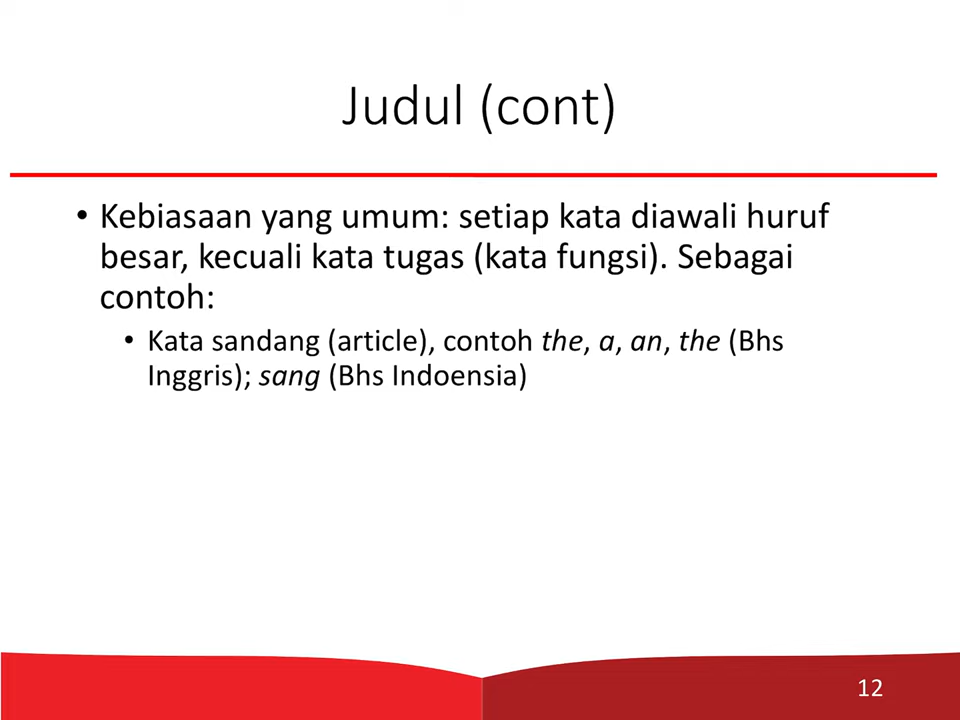 Judul (cont)
• Kebiasaan yang umum: setiap kata diawali huruf
besar, kecuali kata tugas (kata fungsi). Sebagai
contoh:
• Kata sandang (article), contoh the, a, an, the (Bhs
Inggris); sang (Bhs Indoensia)
12